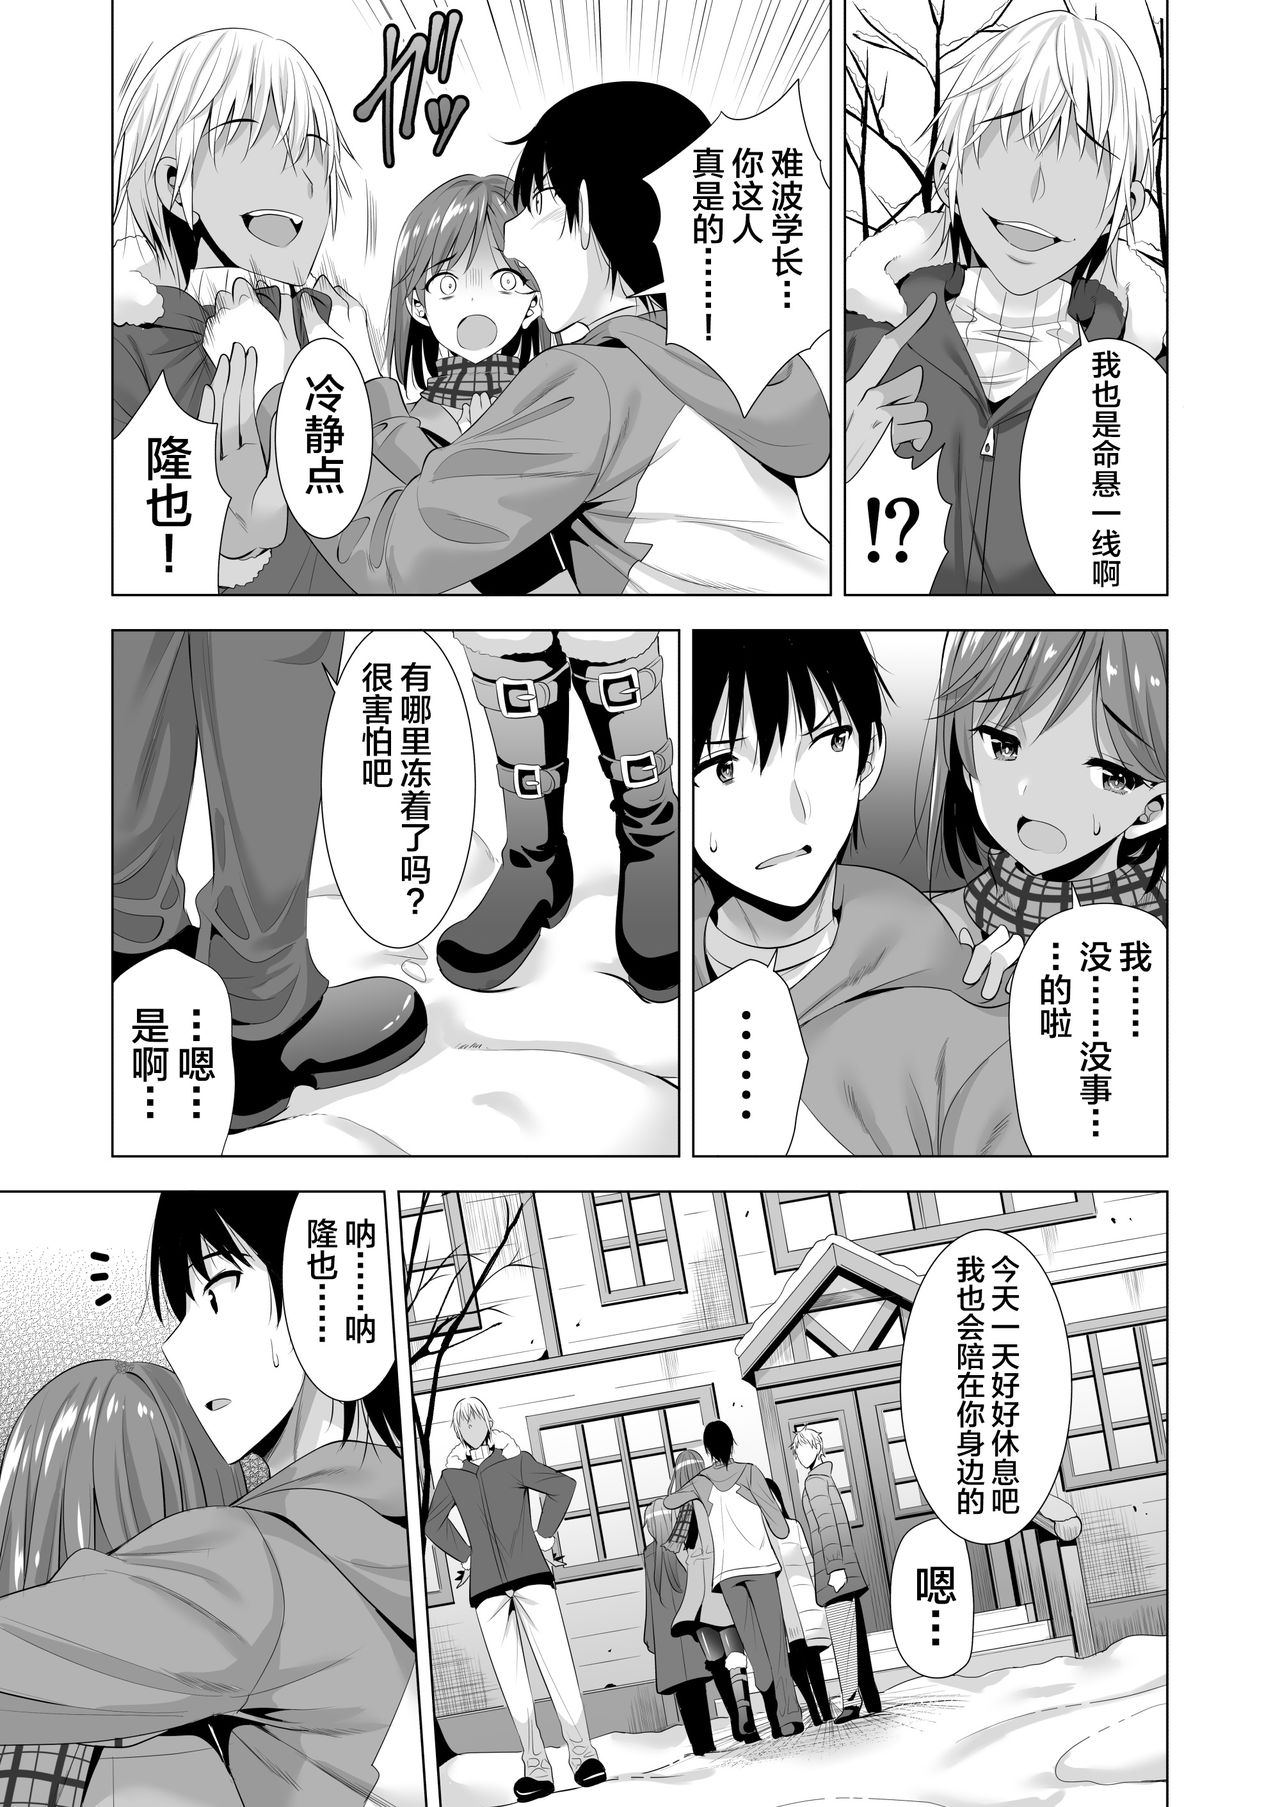 我也是命悬一线啊
!?
难波学长…
你这人
真是的……！
ガッ
冷静点
隆也！
我……
没……没事…
…的啦
……
有哪里冻着了吗？
很害怕吧
…嗯…
是啊…
今天一天好好休息吧
我也会陪在你身边的
嗯…
呐……呐
隆也……